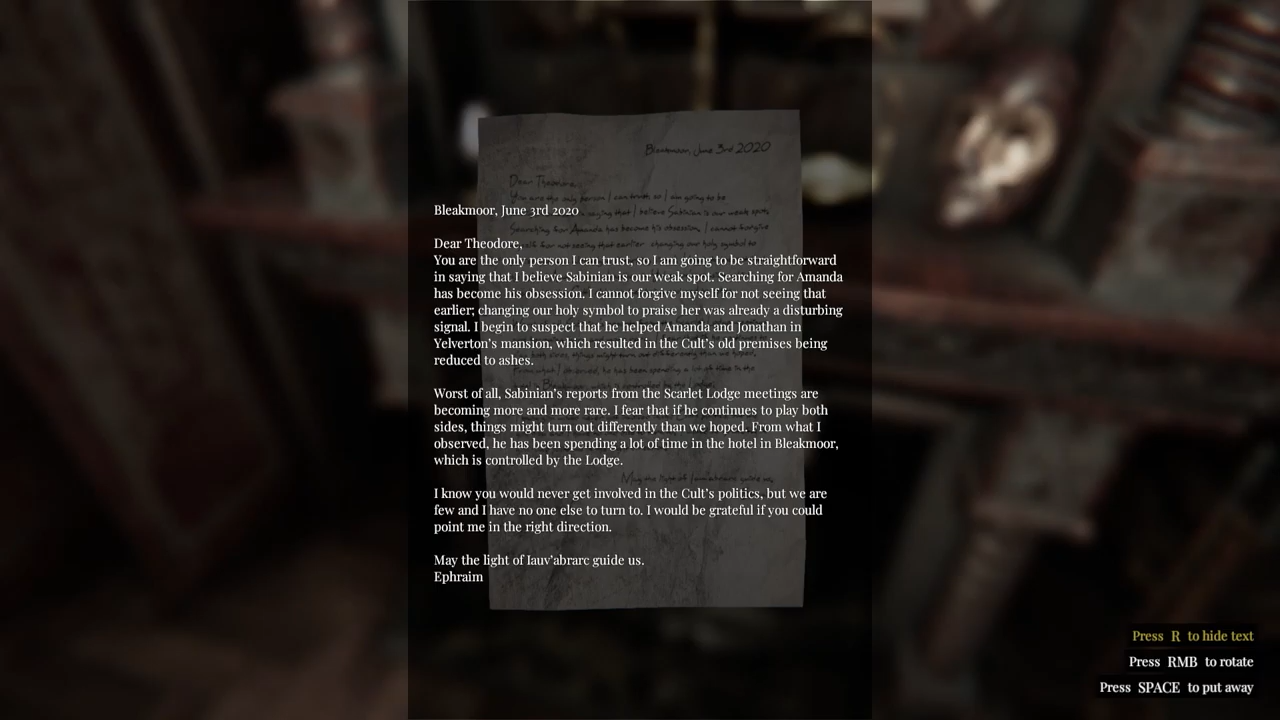 Bleakmoor, June 3rd 2020
Bleakmoor, June 3rd 2020
Dear Theodore,
Dear Theodore,
You are the only person I can trust, so I am going to be straightforward
in saying that I believe Sabinian is our weak spot. Searching for Amanda
has become his obsession. I cannot forgive myself for not seeing that
earlier; changing our holy symbol to praise her was already a disturbing
signal. I begin to suspect that he helped Amanda and Jonathan in
Yelverton's mansion, which resulted in the Cult's old premises being
reduced to ashes.
Worst of all, Sabinian's reports from the Scarlet Lodge meetings are
becoming more and more rare. I fear that if he continues to play both
sides, things might turn out differently than we hoped. From what I
observed, he has been spending a lot of time in the hotel in Bleakmoor,
which is controlled by the Lodge.
I know you would never get involved in the Cult's politics, but we are
few and I have no one else to turn to. I would be grateful if you could
point me in the right direction.
May the light of Iauv'abrarc guide us.
Ephraim
Press R to hide text
Press RMB to rotate
Press SPACE to put away